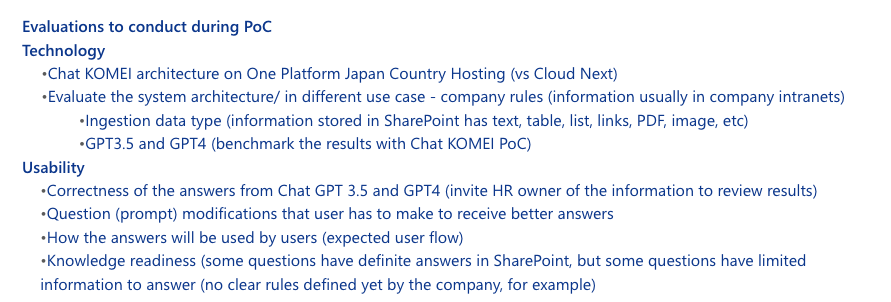 Evaluations to conduct during PoC
Technology
•Chat KOMEI architecture on One Platform Japan Country Hosting (vs Cloud Next)
•Evaluate the system architecture/ in different use case - company rules (information usually in company intranets)
•Ingestion data type (information stored in SharePoint has text, table, list, links, PDF, image, etc)
•GPT3.5 and GPT4 (benchmark the results with Chat KOMEI PoC)
Usability
•Correctness of the answers from Chat GPT 3.5 and GPT4 (invite HR owner of the information to review results)
•Question (prompt) modifications that user has to make to receive better answers
•How the answers will be used by users (expected user flow)
•Knowledge readiness (some questions have definite answers in SharePoint, but some questions have limited
information to answer (no clear rules defined yet by the company, for example)